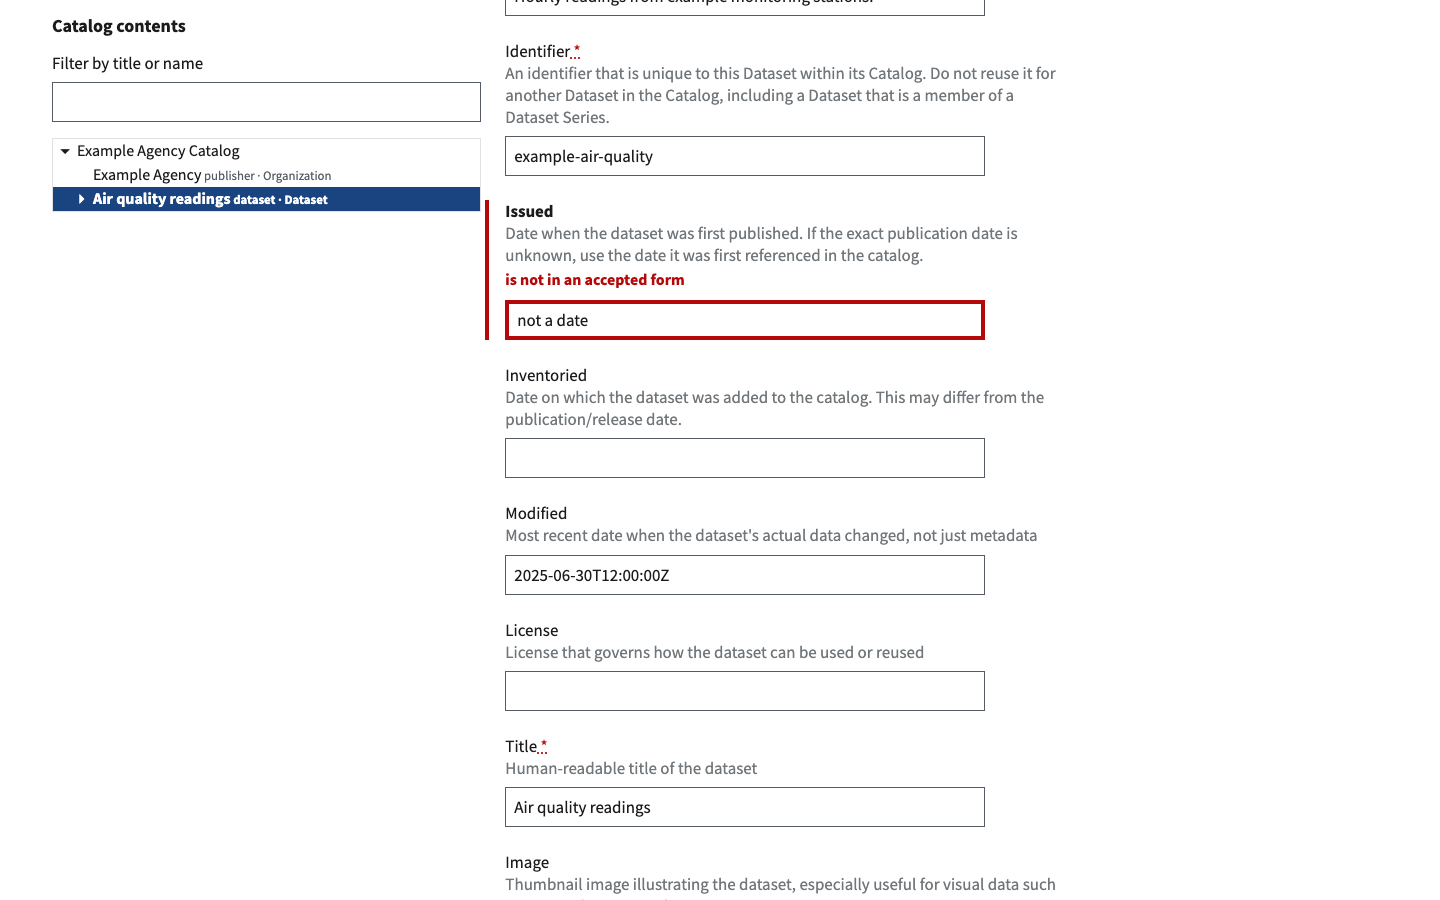 Catalog contents
Filter by title or name
Example Agency Catalog
Example Agency publisher · Organization
Air quality readings dataset · Dataset
Hourly readings from example monitoring stations.
Identifier *
An identifier that is unique to this Dataset within its Catalog. Do not reuse it for
another Dataset in the Catalog, including a Dataset that is a member of a
Dataset Series.
example-air-quality
Issued
Date when the dataset was first published. If the exact publication date is
unknown, use the date it was first referenced in the catalog.
is not in an accepted form
not a date
Inventoried
Date on which the dataset was added to the catalog. This may differ from the
publication/release date.
Modified
Most recent date when the dataset's actual data changed, not just metadata
2025-06-30T12:00:00Z
License
License that governs how the dataset can be used or reused
Title *
Human-readable title of the dataset
Air quality readings
Image
Thumbnail image illustrating the dataset, especially useful for visual data such